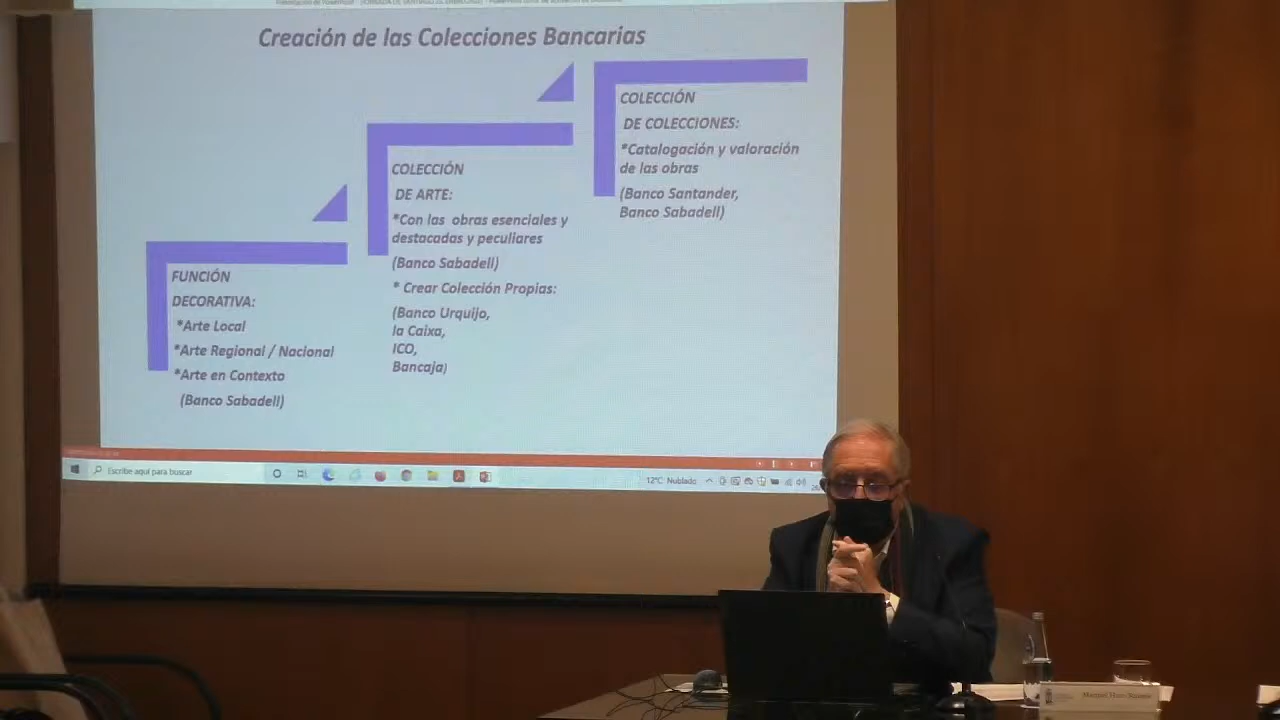 Creación de las Colecciones Bancarias
FUNCIÓN
DECORATIVA:
*Arte Local
*Arte Regional / Nacional
*Arte en Contexto
(Banco Sabadell)
COLECCIÓN
DE ARTE:
*Con las obras esenciales y
destacadas y peculiares
(Banco Sabadell)
* Crear Colección Propias:
(Banco Urquijo,
la Caixa,
ICO,
Bancaja)
COLECCIÓN
DE COLECCIONES:
*Catalogación y valoración
de las obras
(Banco Santander,
Banco Sabadell)
Escribe aquí para buscar
12°C Nublado